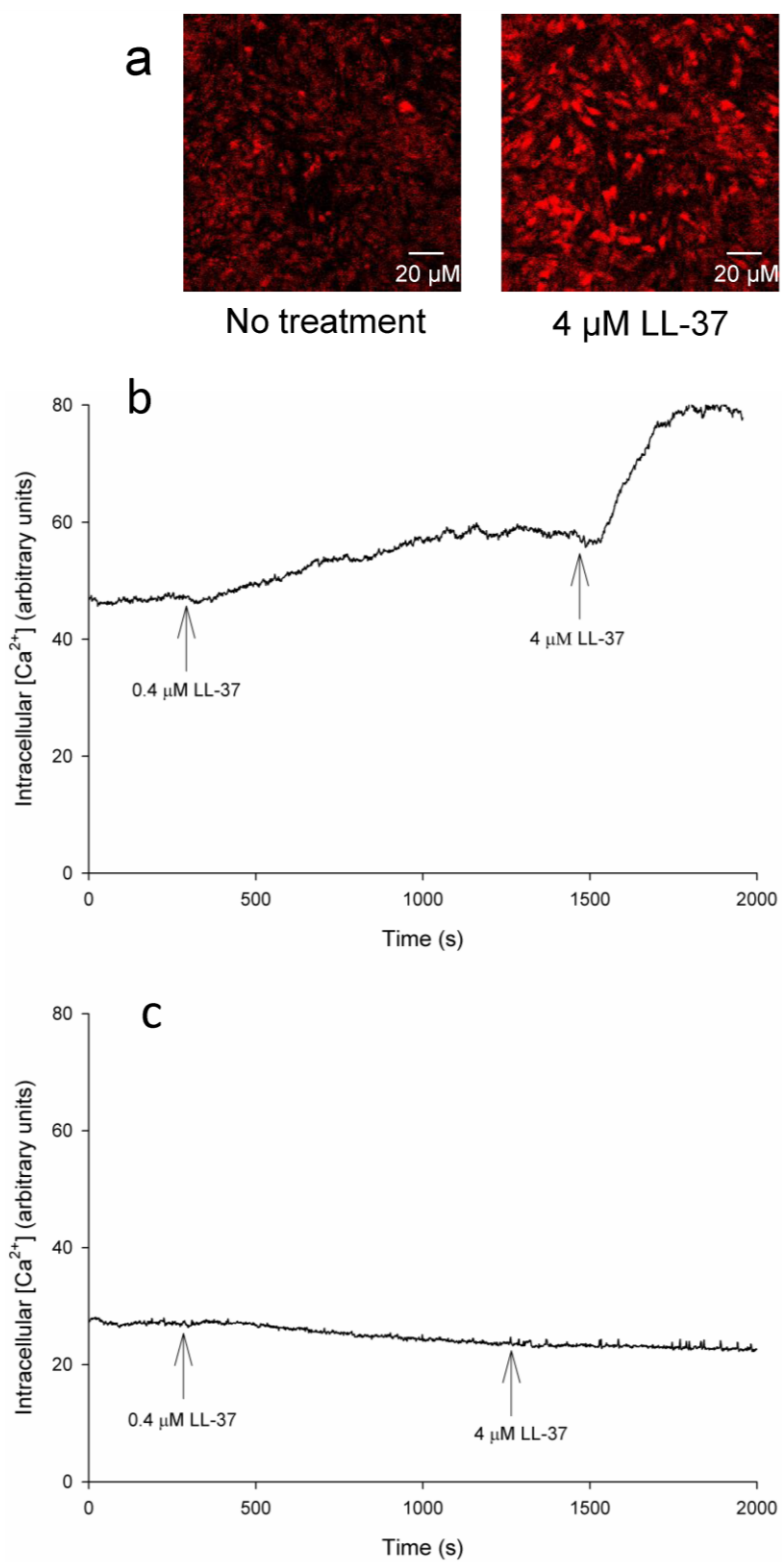 a
20 µM
20 µM
No treatment
4 µM LL-37
b
80
60
40
20
0
Intracellular [Ca²⁺] (arbitrary units)
0.4 µM LL-37
4 µM LL-37
0
500
1000
1500
2000
Time (s)
c
80
60
40
20
0
Intracellular [Ca²⁺] (arbitrary units)
0.4 µM LL-37
4 µM LL-37
0
500
1000
1500
2000
Time (s)